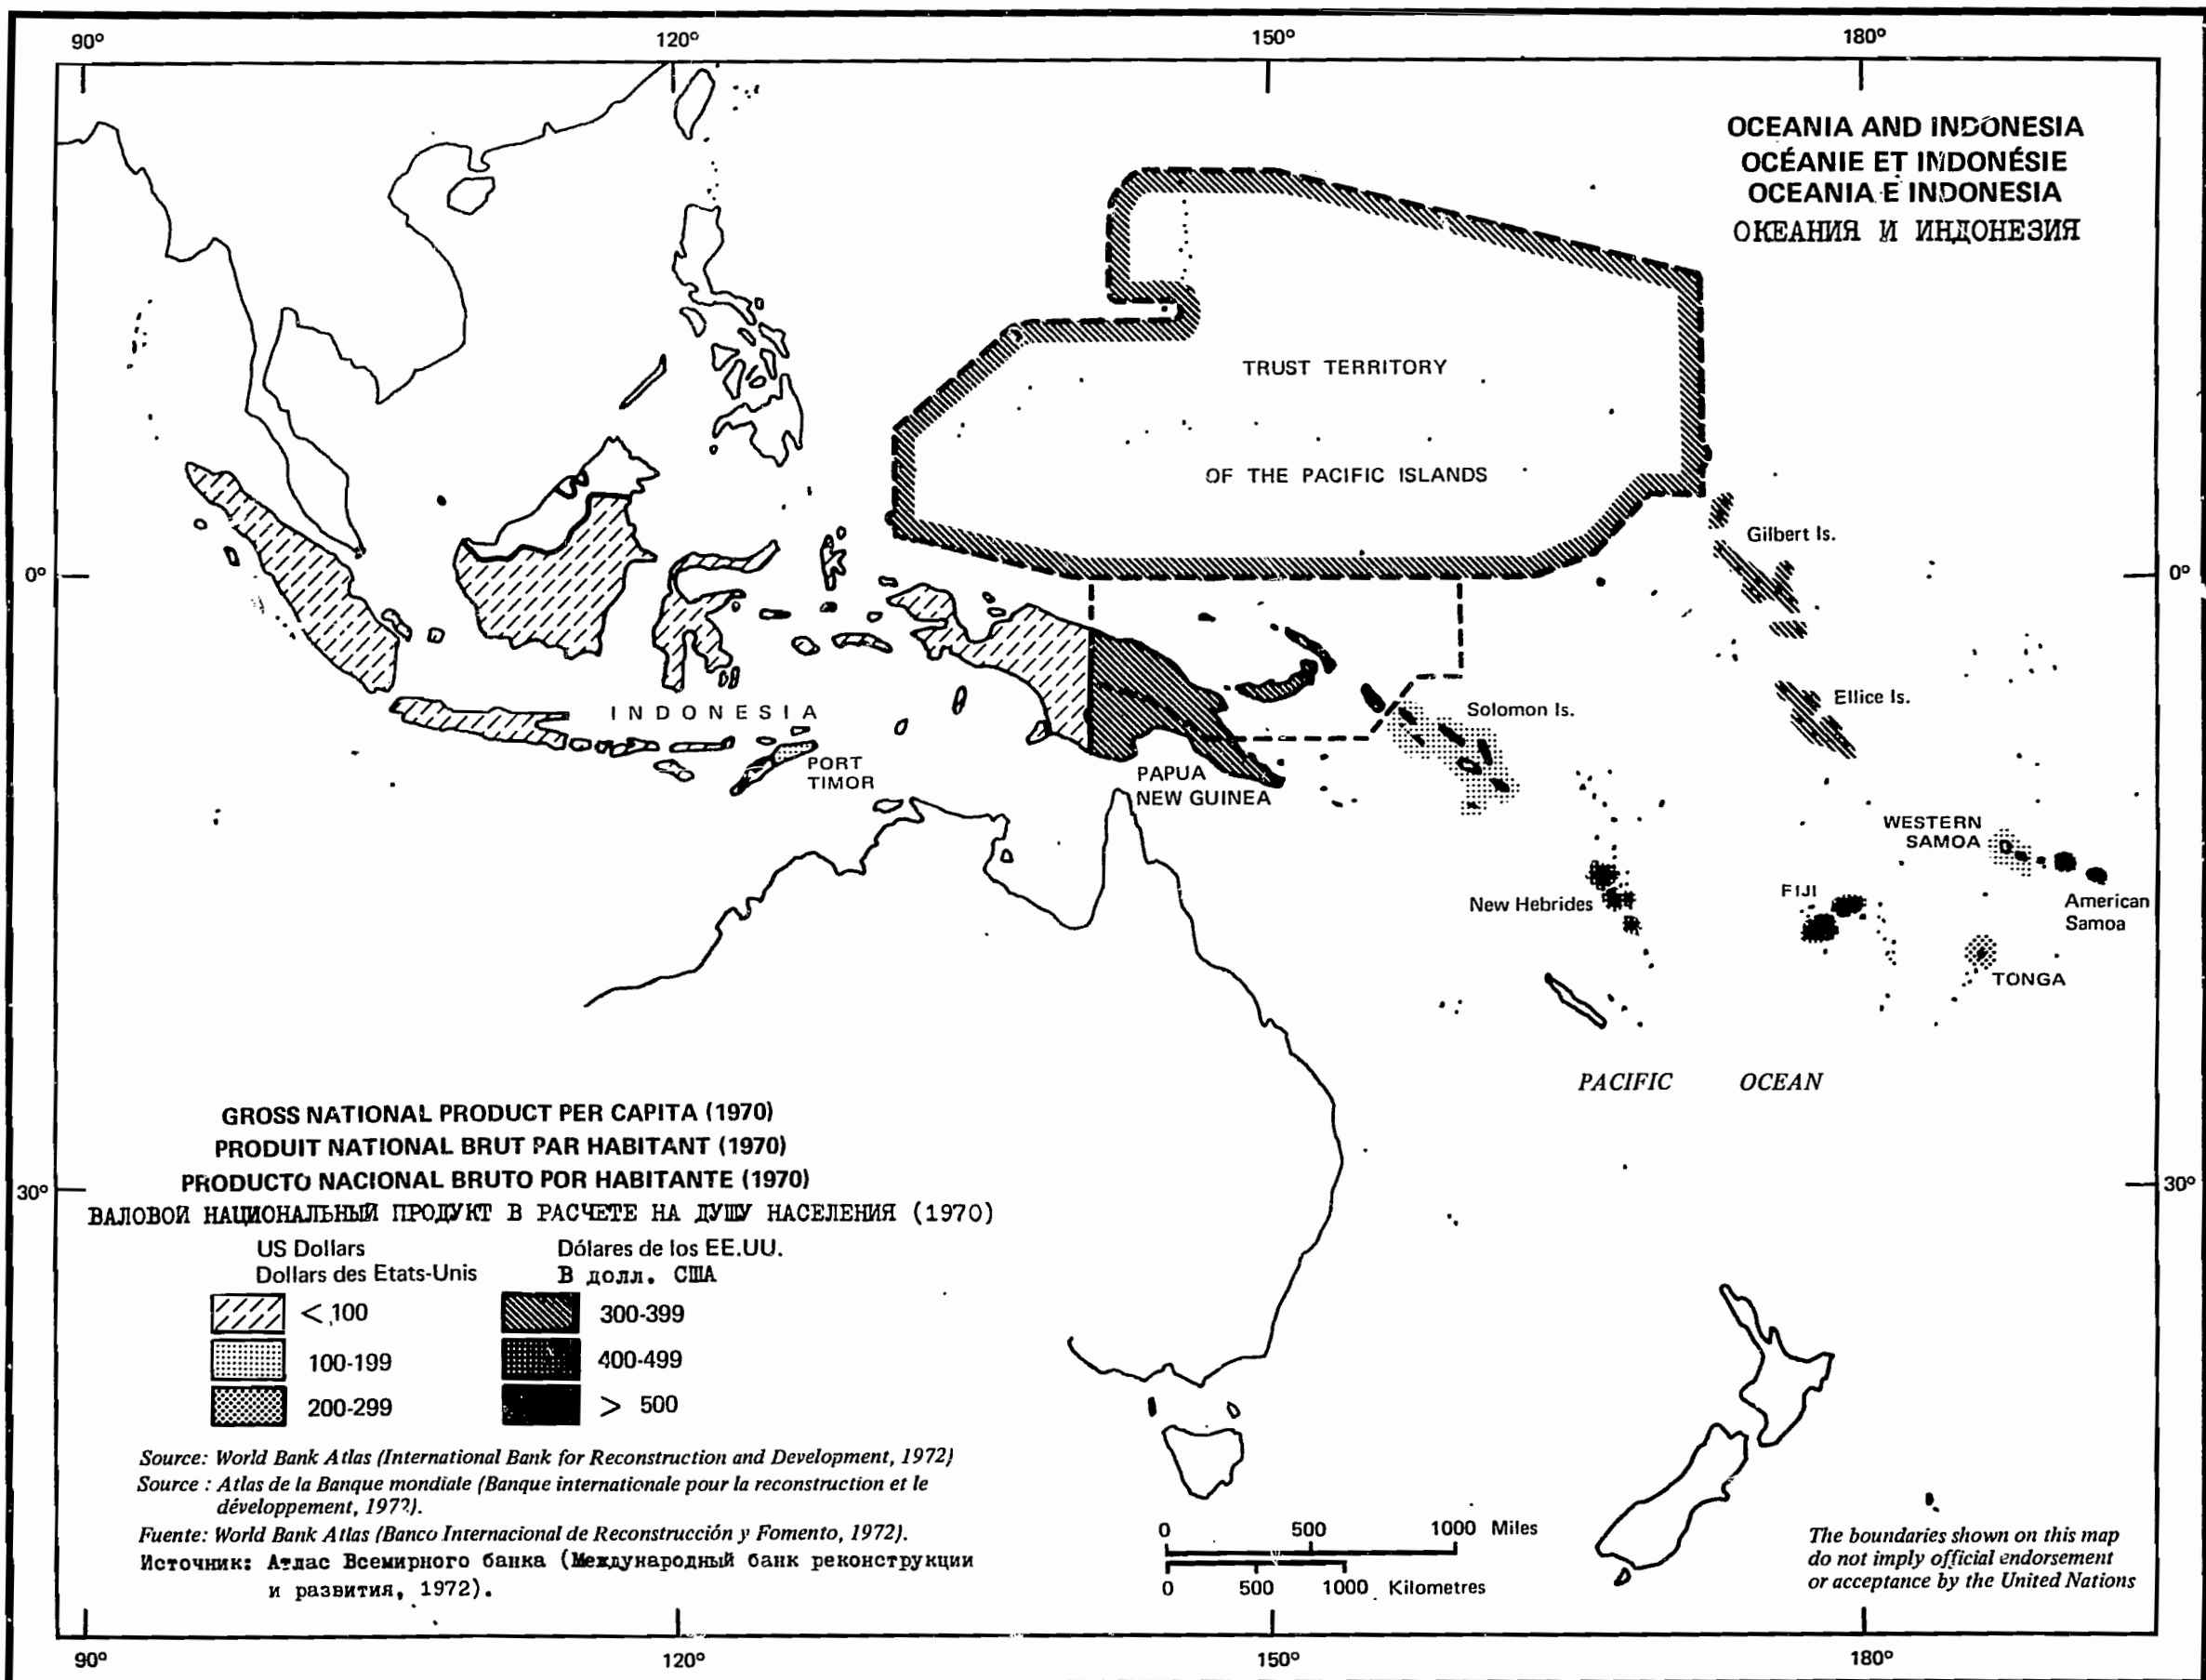 90° 120° 150° 180°
OCEANIA AND INDONESIA
OCÉANIE ET INDONÉSIE
OCEANIA E INDONESIA
ОКЕАНИЯ И ИНДОНЕЗИЯ
TRUST TERRITORY
OF THE PACIFIC ISLANDS
Gilbert Is.
0° 0°
Ellice Is.
Solomon Is.
INDONESIA
PORT
TIMOR
PAPUA
NEW GUINEA
WESTERN
SAMOA
New Hebrides
FIJI
American
Samoa
TONGA
PACIFIC OCEAN
GROSS NATIONAL PRODUCT PER CAPITA (1970)
PRODUIT NATIONAL BRUT PAR HABITANT (1970)
PRODUCTO NACIONAL BRUTO POR HABITANTE (1970)
ВАЛОВОЙ НАЦИОНАЛЬНЫЙ ПРОДУКТ В РАСЧЕТЕ НА ДУШУ НАСЕЛЕНИЯ (1970)
30° 30°
US Dollars
Dollars des Etats-Unis
Dólares de los EE.UU.
В долл. США
< 100
100-199
200-299
300-399
400-499
> 500
Source: World Bank Atlas (International Bank for Reconstruction and Development, 1972)
Source : Atlas de la Banque mondiale (Banque internationale pour la reconstruction et le
développement, 1972).
Fuente: World Bank Atlas (Banco Internacional de Reconstrucción y Fomento, 1972).
Источник: Атлас Всемирного банка (Международный банк реконструкции
и развития, 1972).
0 500 1000 Miles
0 500 1000 Kilometres
The boundaries shown on this map
do not imply official endorsement
or acceptance by the United Nations
90° 120° 150° 180°